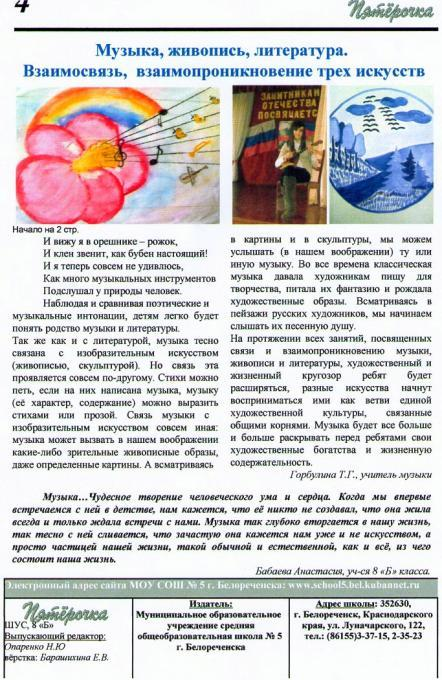 4
Пятёрочка
Музыка, живопись, литература.
Взаимосвязь, взаимопроникновение трех искусств
ЗАЩИТНИКАМ
ОТЕЧЕСТВА
ПОСВЯЩАЕТС
Начало на 2 стр.
И вижу я в орешнике – рожок,
И клен звенит, как бубен настоящий!
И я теперь совсем не удивлюсь,
Как много музыкальных инструментов
Подслушал у природы человек.
Наблюдая и сравнивая поэтические и
музыкальные интонации, детям легко будет
понять родство музыки и литературы.
Так же как и с литературой, музыка тесно
связана с изобразительным искусством
(живописью, скульптурой). Но связь эта
проявляется совсем по-другому. Стихи можно
петь, если на них написана музыка, музыку
(её характер, содержание) можно выразить
стихами или прозой. Связь музыки с
изобразительным искусством совсем иная:
музыка может вызвать в нашем воображении
какие-либо зрительные живописные образы,
даже определенные картины. А всматриваясь
в картины и в скульптуры, мы можем
услышать (в нашем воображении) ту или
иную музыку. Во все времена классическая
музыка давала художникам пищу для
творчества, питала их фантазию и рождала
художественные образы. Всматриваясь в
пейзажи русских художников, мы начинаем
слышать их песенную душу.
На протяжении всех занятий, посвященных
связи и взаимопроникновению музыки,
живописи и литературы, художественный и
жизненный кругозор ребят будет
расширяться, разные искусства начнут
восприниматься ими как ветви единой
художественной культуры, связанные
общими корнями. Музыка будет все больше
и больше раскрывать перед ребятами свои
художественные богатства и жизненную
содержательность.
Горбулина Т.Г., учитель музыки
Музыка…Чудесное творение человеческого ума и сердца. Когда мы впервые
встречаемся с ней в детстве, нам кажется, что её никто не создавал, что она жила
всегда и только ждала встречи с нами. Музыка так глубоко вторгается в нашу жизнь,
так тесно с ней сливается, что зачастую она кажется нам уже и не искусством, а
просто частицей нашей жизни, такой обычной и естественной, как и всё, из чего
состоит наша жизнь.
Бабаева Анастасия, уч-ся 8 «Б» класса.
Электронный адрес сайта МОУ СОШ № 5 г. Белореченска: www.school5.bel.kubannet.ru
Пятёрочка
ШУС, 8 «Б»
Выпускающий редактор:
Опаренко Н.Ю
вёрстка: Барашихина Е.В.
Издатель:
Муниципальное образовательное
учреждение средняя
общеобразовательная школа № 5
г. Белореченска
Адрес школы: 352630,
г. Белореченск, Краснодарского
края, ул. Луначарского, 122,
тел.: (86155)3-37-15, 2-35-23